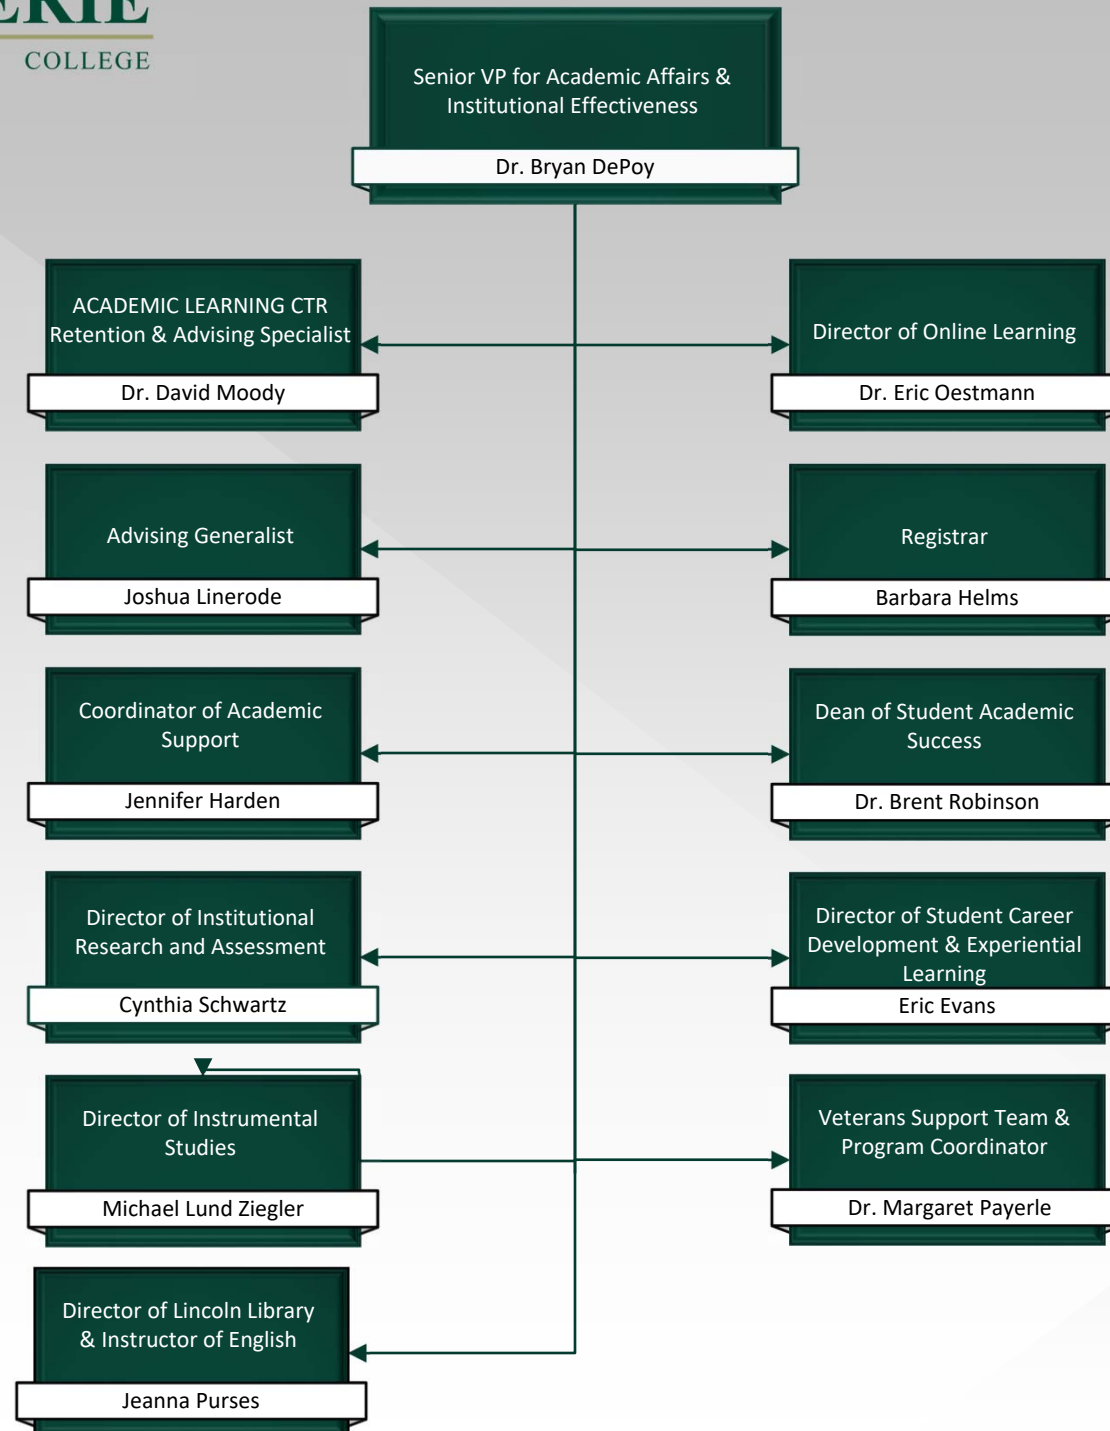 COLLEGE
Senior VP for Academic Affairs &
Institutional Effectiveness
Dr. Bryan DePoy
ACADEMIC LEARNING CTR
Retention & Advising Specialist
Dr. David Moody
Director of Online Learning
Dr. Eric Oestmann
Advising Generalist
Joshua Linerode
Registrar
Barbara Helms
Coordinator of Academic
Support
Jennifer Harden
Dean of Student Academic
Success
Dr. Brent Robinson
Director of Institutional
Research and Assessment
Cynthia Schwartz
Director of Student Career
Development & Experiential
Learning
Eric Evans
Director of Instrumental
Studies
Michael Lund Ziegler
Veterans Support Team &
Program Coordinator
Dr. Margaret Payerle
Director of Lincoln Library
& Instructor of English
Jeanna Purses